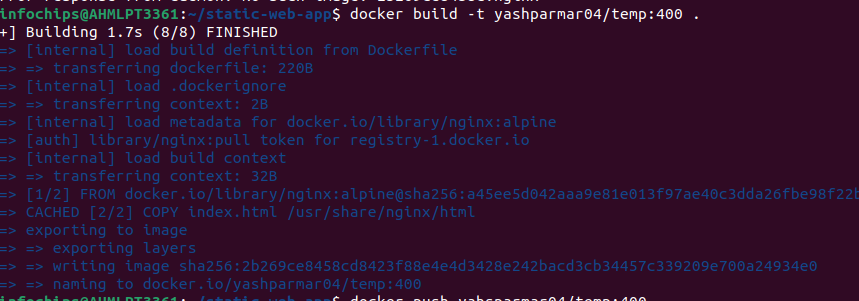 infochips@AHMLPT3361:~/static-web-app$ docker build -t yashparmar04/temp:400 .
+] Building 1.7s (8/8) FINISHED
=> [internal] load build definition from Dockerfile
=> => transferring dockerfile: 220B
=> [internal] load .dockerignore
=> => transferring context: 2B
=> [internal] load metadata for docker.io/library/nginx:alpine
=> [auth] library/nginx:pull token for registry-1.docker.io
=> [internal] load build context
=> => transferring context: 32B
=> [1/2] FROM docker.io/library/nginx:alpine@sha256:a45ee5d042aaa9e81e013f97ae40c3dda26fbe98f22b
=> CACHED [2/2] COPY index.html /usr/share/nginx/html
=> exporting to image
=> => exporting layers
=> => writing image sha256:2b269ce8458cd8423f88e4e4d3428e242bacd3cb34457c339209e700a24934e0
=> => naming to docker.io/yashparmar04/temp:400
infochips@AHMLPT3361:~/static-web-app$ docker push yahsparmar04/temp:400